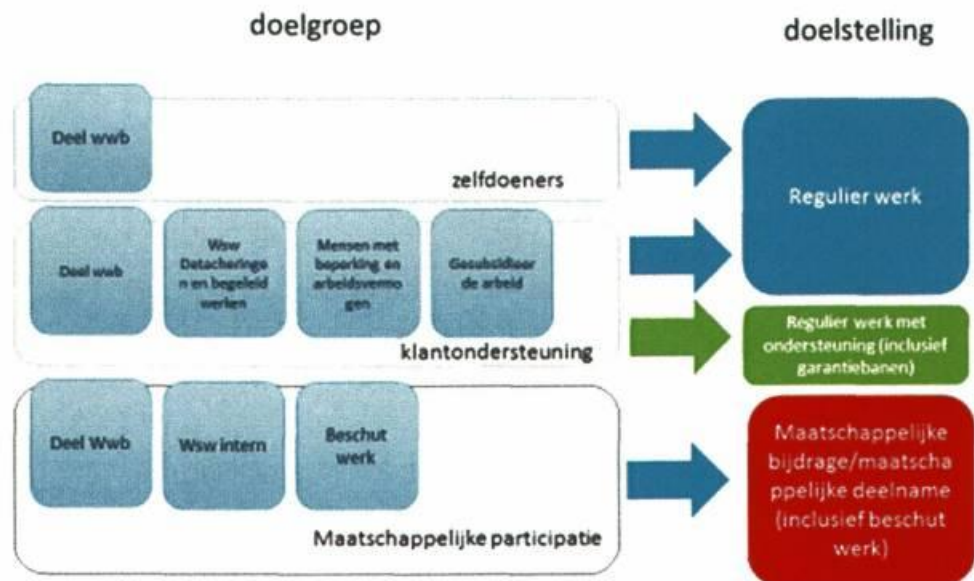 doelgroep
doelstelling
Deel wwb
zelfdoeners
Regulier werk
Deel wwb
Wsw
Detacheringe
n en begeleid
werken
Mensen met
beperking en
arbeidsvermo
gen
Gesubsidieer
de arbeid
klantondersteuning
Regulier werk met
ondersteuning (inclusief
garantiebanen)
Deel Wwb
Wsw intern
Beschut
werk
Maatschappelijke participatie
Maatschappelijke
bijdrage/maatscha
ppelijke deelname
(inclusief beschut
werk)